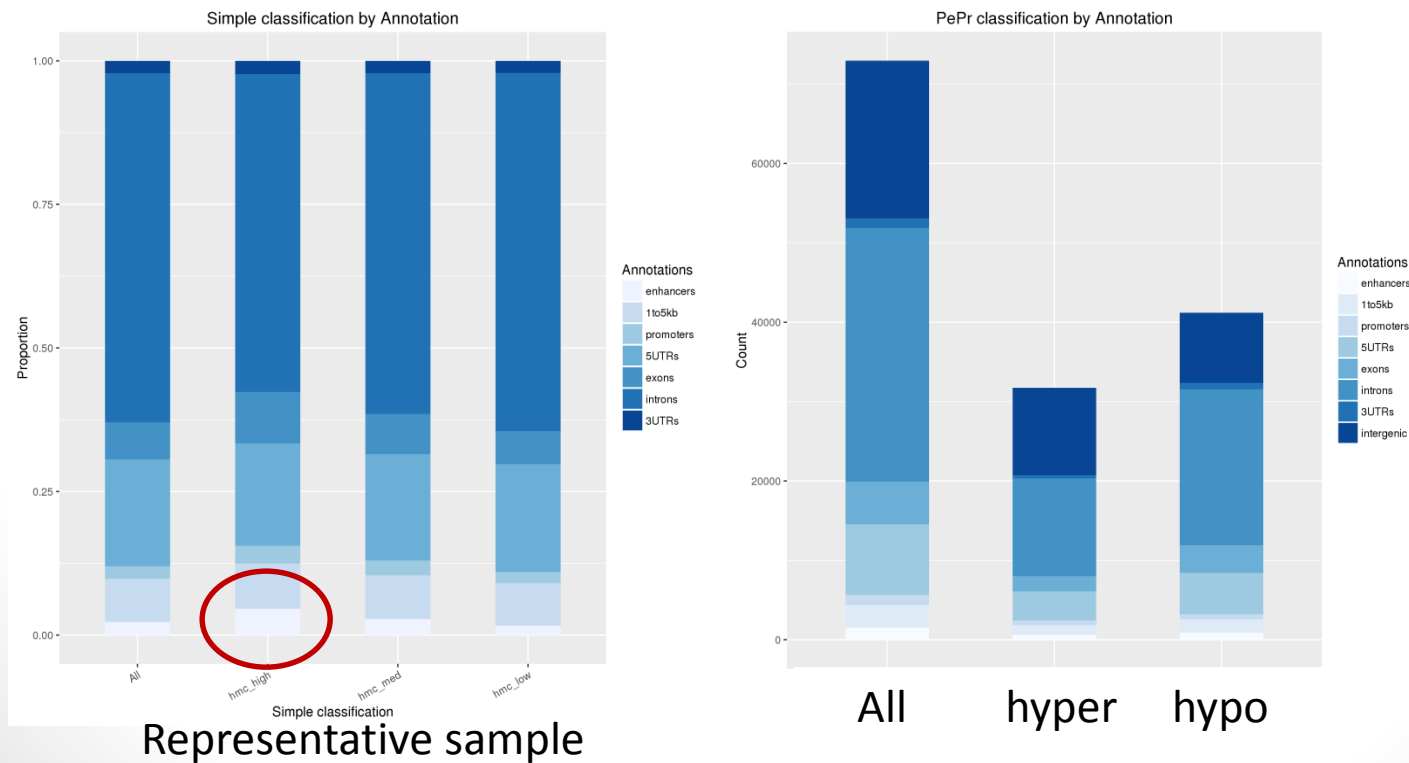 Simple classification by Annotation
1.00
0.75
0.50
0.25
0.00
Proportion
All
hmc_high
hmc_med
hmc_low
Simple classification
Annotations
enhancers
1to5kb
promoters
5UTRs
exons
introns
3UTRs
Representative sample
PePr classification by Annotation
60000
40000
20000
0
Count
All
hyper
hypo
Annotations
enhancers
1to5kb
promoters
5UTRs
exons
introns
3UTRs
intergenic